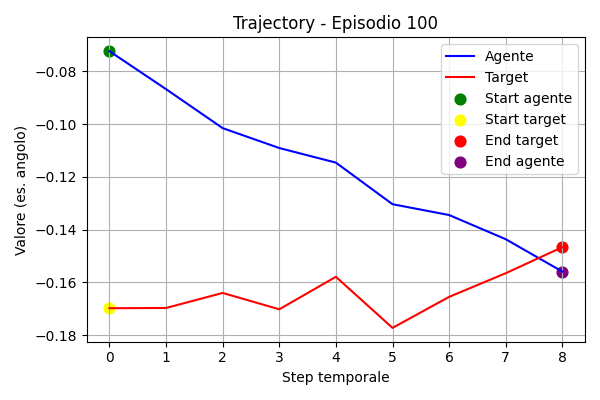 Trajectory - Episodio 100
Valore (es. angolo)
−0.08
−0.10
−0.12
−0.14
−0.16
−0.18
Agente
Target
Start agente
Start target
End target
End agente
0 1 2 3 4 5 6 7 8
Step temporale